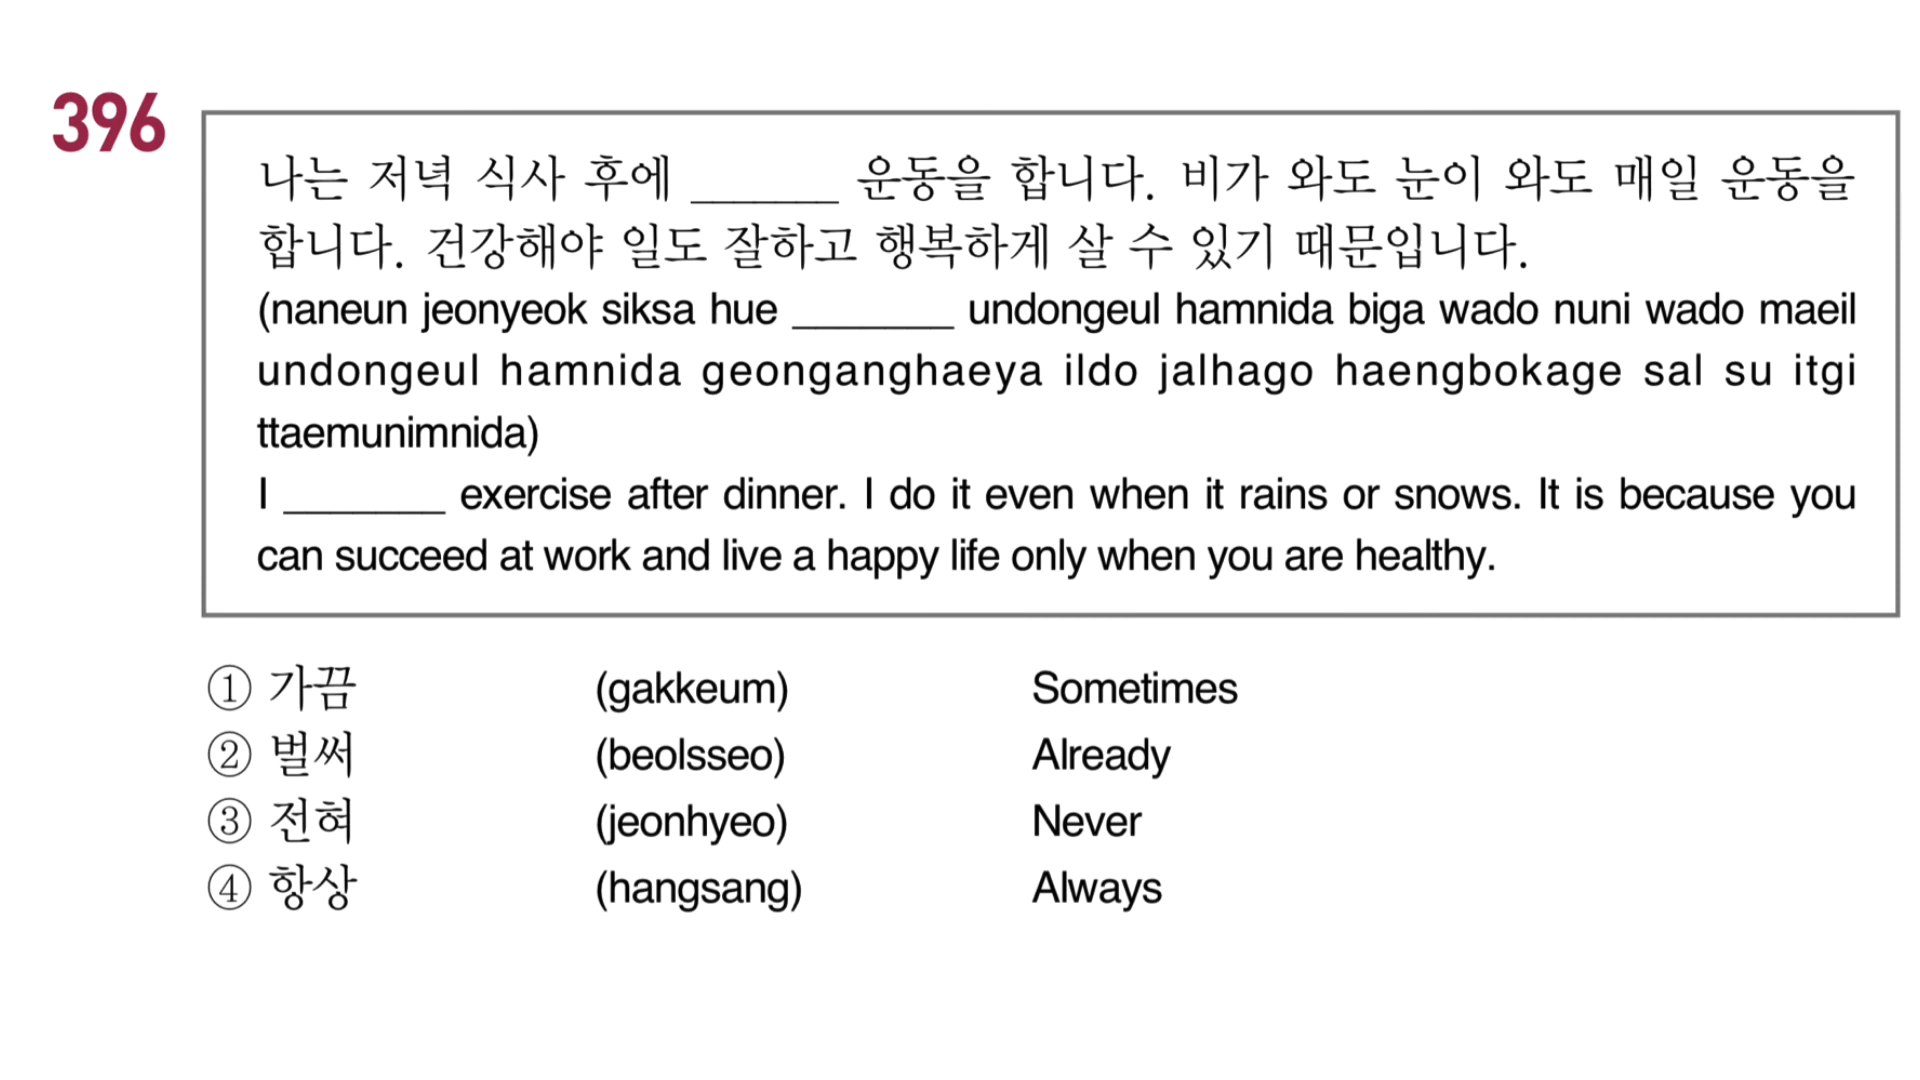 396
나는 저녁 식사 후에 _______ 운동을 합니다. 비가 와도 눈이 와도 매일 운동을
합니다. 건강해야 일도 잘하고 행복하게 살 수 있기 때문입니다.
(naneun jeonyeok siksa hue _______ undongeul hamnida biga wado nuni wado maeil
undongeul hamnida geonganghaeya ildo jalhago haengbokage sal su itgi
ttaemunimnida)
I _______ exercise after dinner. I do it even when it rains or snows. It is because you
can succeed at work and live a happy life only when you are healthy.
① 가끔 (gakkeum) Sometimes
② 벌써 (beolsseo) Already
③ 전혀 (jeonhyeo) Never
④ 항상 (hangsang) Always